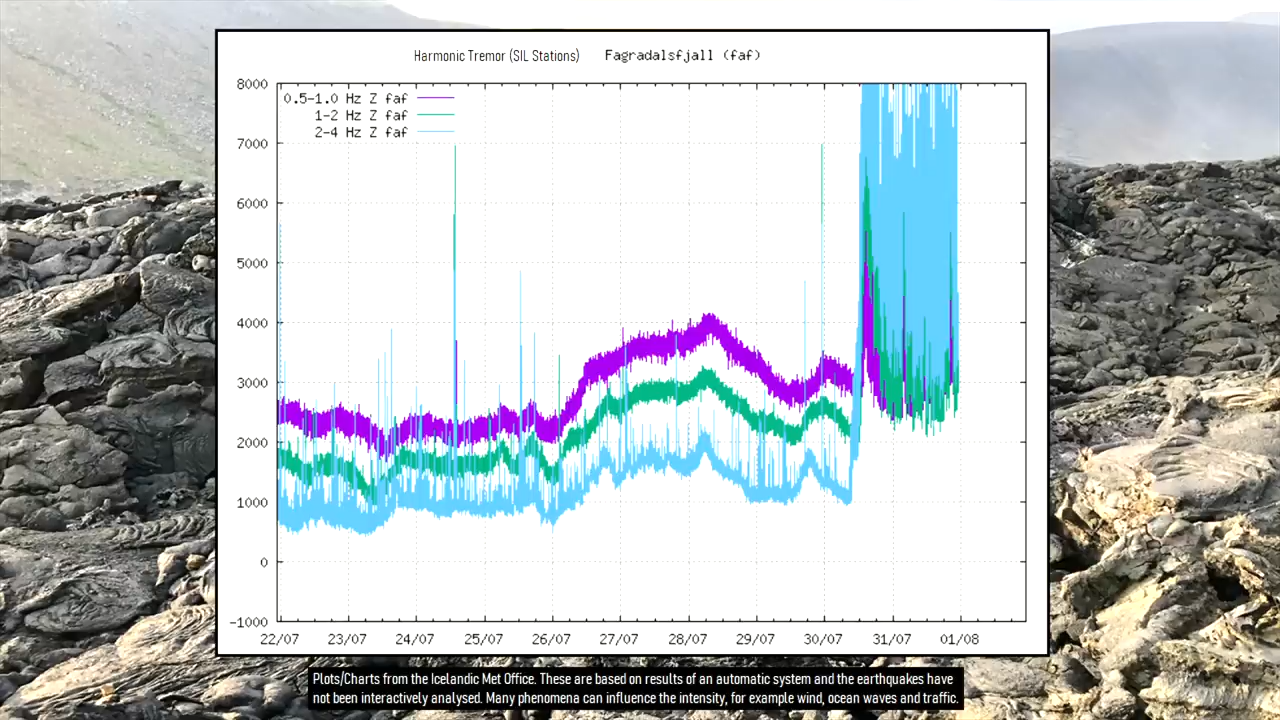 Harmonic Tremor (SIL Stations) Fagradalsfjall (faf)
8000
0.5-1.0 Hz Z faf
1-2 Hz Z faf
2-4 Hz Z faf
7000
6000
5000
4000
3000
2000
1000
0
-1000
22/07 23/07 24/07 25/07 26/07 27/07 28/07 29/07 30/07 31/07 01/08
Plots/Charts from the Icelandic Met Office. These are based on results of an automatic system and the earthquakes have
not been interactively analysed. Many phenomena can influence the intensity, for example wind, ocean waves and traffic.